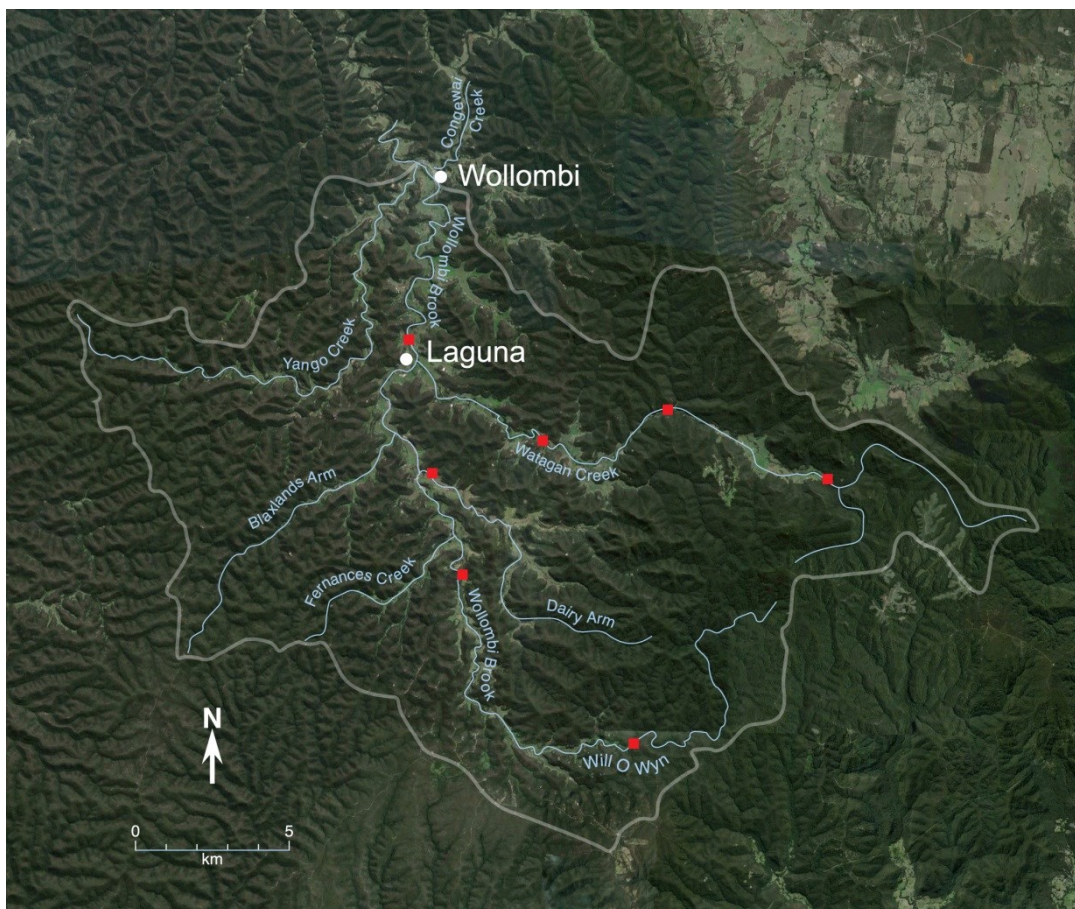 Congewai
Creek
Wollombi
Wollombi Brook
Yango Creek
Laguna
Watagan Creek
Blaxlands Arm
Fernances Creek
Dairy Arm
Wollombi Brook
Will O Wyn
N
0 5
km